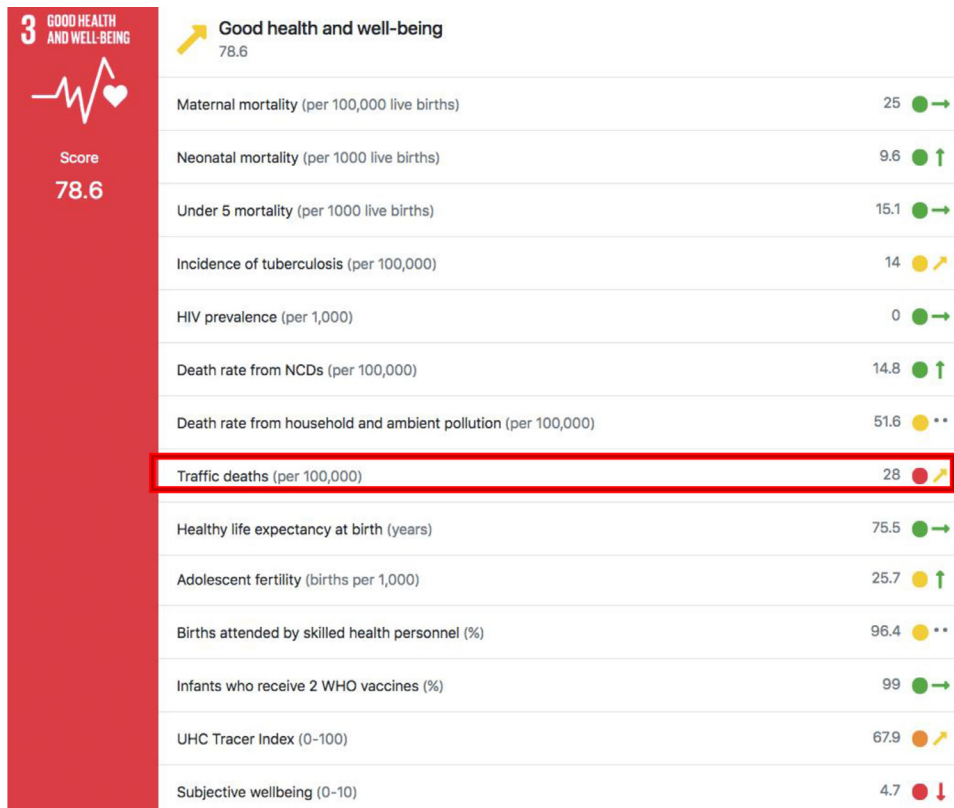 3 GOOD HEALTH
AND WELL-BEING
Score
78.6
Good health and well-being
78.6
Maternal mortality (per 100,000 live births) 25
Neonatal mortality (per 1000 live births) 9.6
Under 5 mortality (per 1000 live births) 15.1
Incidence of tuberculosis (per 100,000) 14
HIV prevalence (per 1,000) 0
Death rate from NCDs (per 100,000) 14.8
Death rate from household and ambient pollution (per 100,000) 51.6
Traffic deaths (per 100,000) 28
Healthy life expectancy at birth (years) 75.5
Adolescent fertility (births per 1,000) 25.7
Births attended by skilled health personnel (%) 96.4
Infants who receive 2 WHO vaccines (%) 99
UHC Tracer Index (0-100) 67.9
Subjective wellbeing (0-10) 4.7